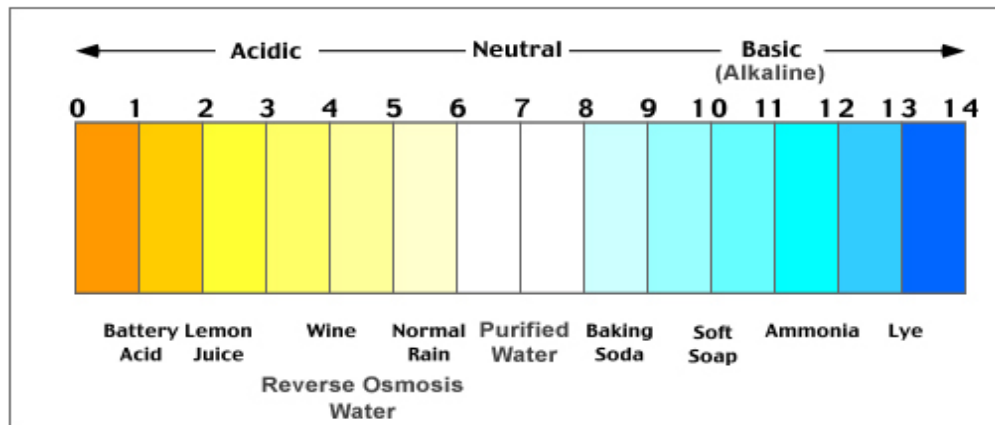 Acidic Neutral Basic
(Alkaline)
0 1 2 3 4 5 6 7 8 9 10 11 12 13 14
Battery Lemon Wine Normal Purified Baking Soft Ammonia Lye
Acid Juice Rain Water Soda Soap
Reverse Osmosis
Water